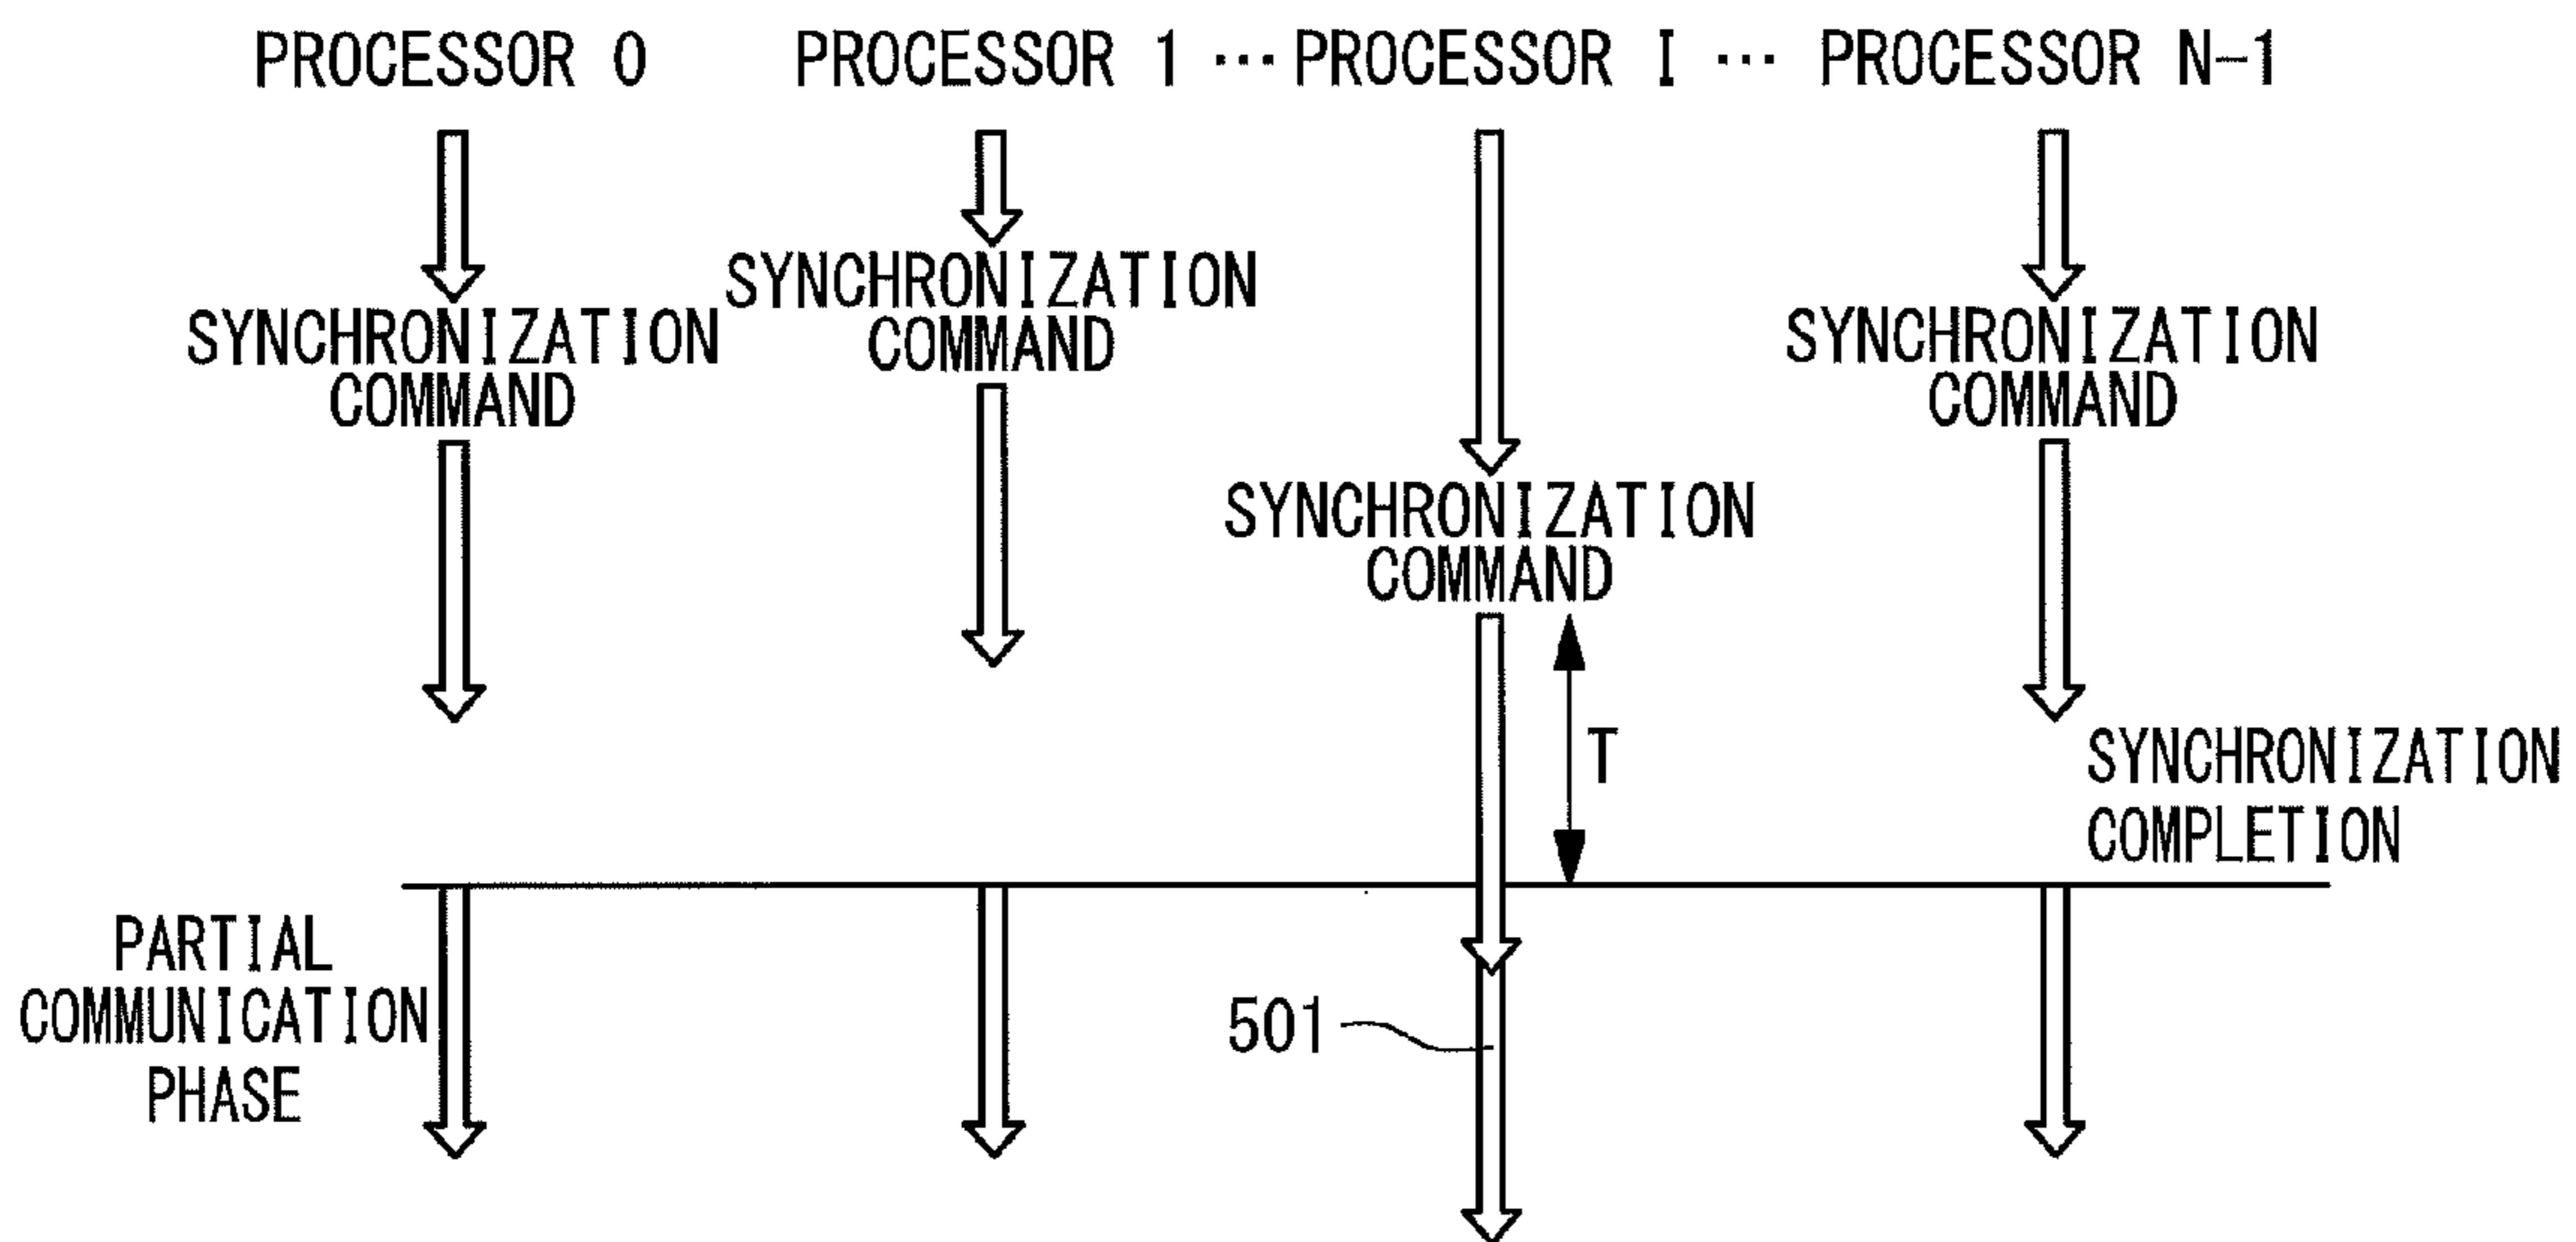 PROCESSOR 0
PROCESSOR 1 ··· PROCESSOR I ··· PROCESSOR N-1
SYNCHRONIZATION
COMMAND
SYNCHRONIZATION
COMMAND
SYNCHRONIZATION
COMMAND
SYNCHRONIZATION
COMMAND
T
SYNCHRONIZATION
COMPLETION
PARTIAL
COMMUNICATION
PHASE
501